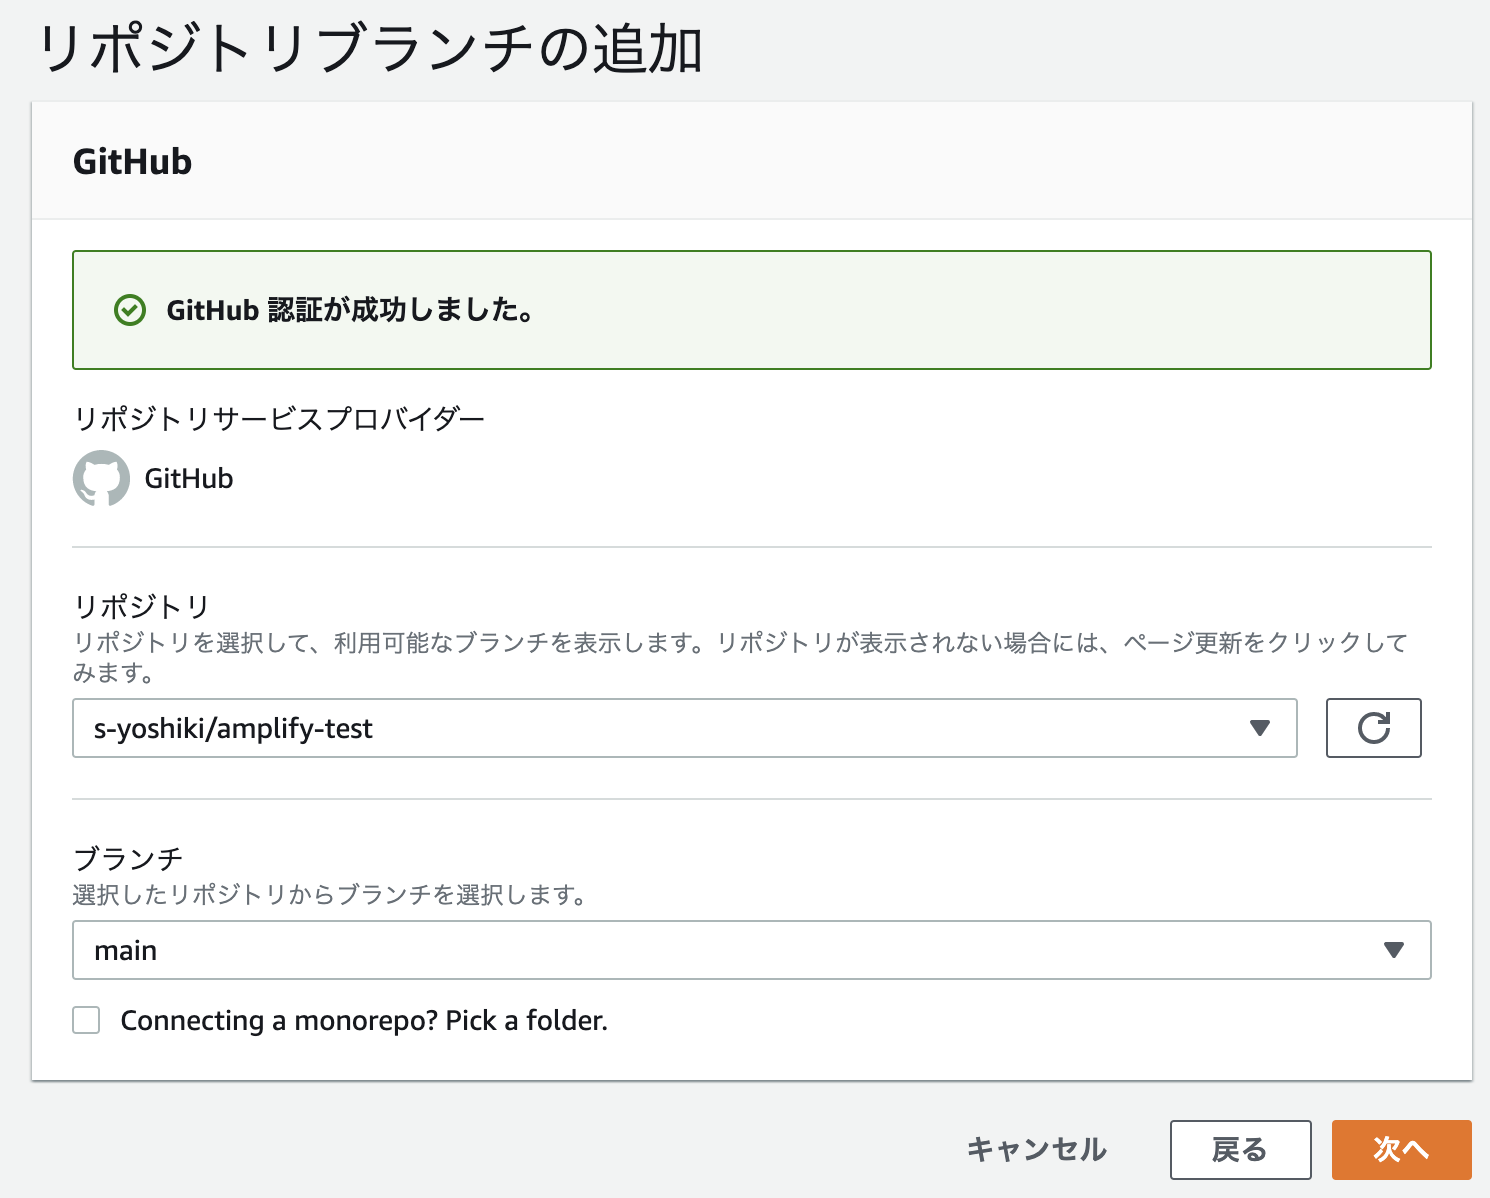 リポジトリブランチの追加
GitHub
GitHub 認証が成功しました。
リポジトリサービスプロバイダー
GitHub
リポジトリ
リポジトリを選択して、利用可能なブランチを表示します。リポジトリが表示されない場合には、ページ更新をクリックして
みます。
s-yoshiki/amplify-test
ブランチ
選択したリポジトリからブランチを選択します。
main
Connecting a monorepo? Pick a folder.
キャンセル
戻る
次へ